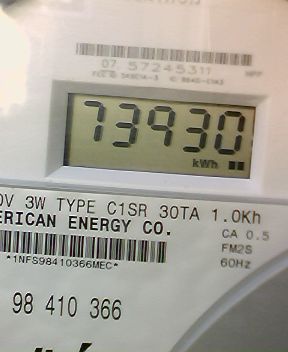 07 57245311
73930
kWh
V 3W TYPE C1SR 30TA 1.0Kh
ERICAN ENERGY CO.
CA 0.5
FM2S
*1NFS98410366MEC*
60Hz
98 410 366